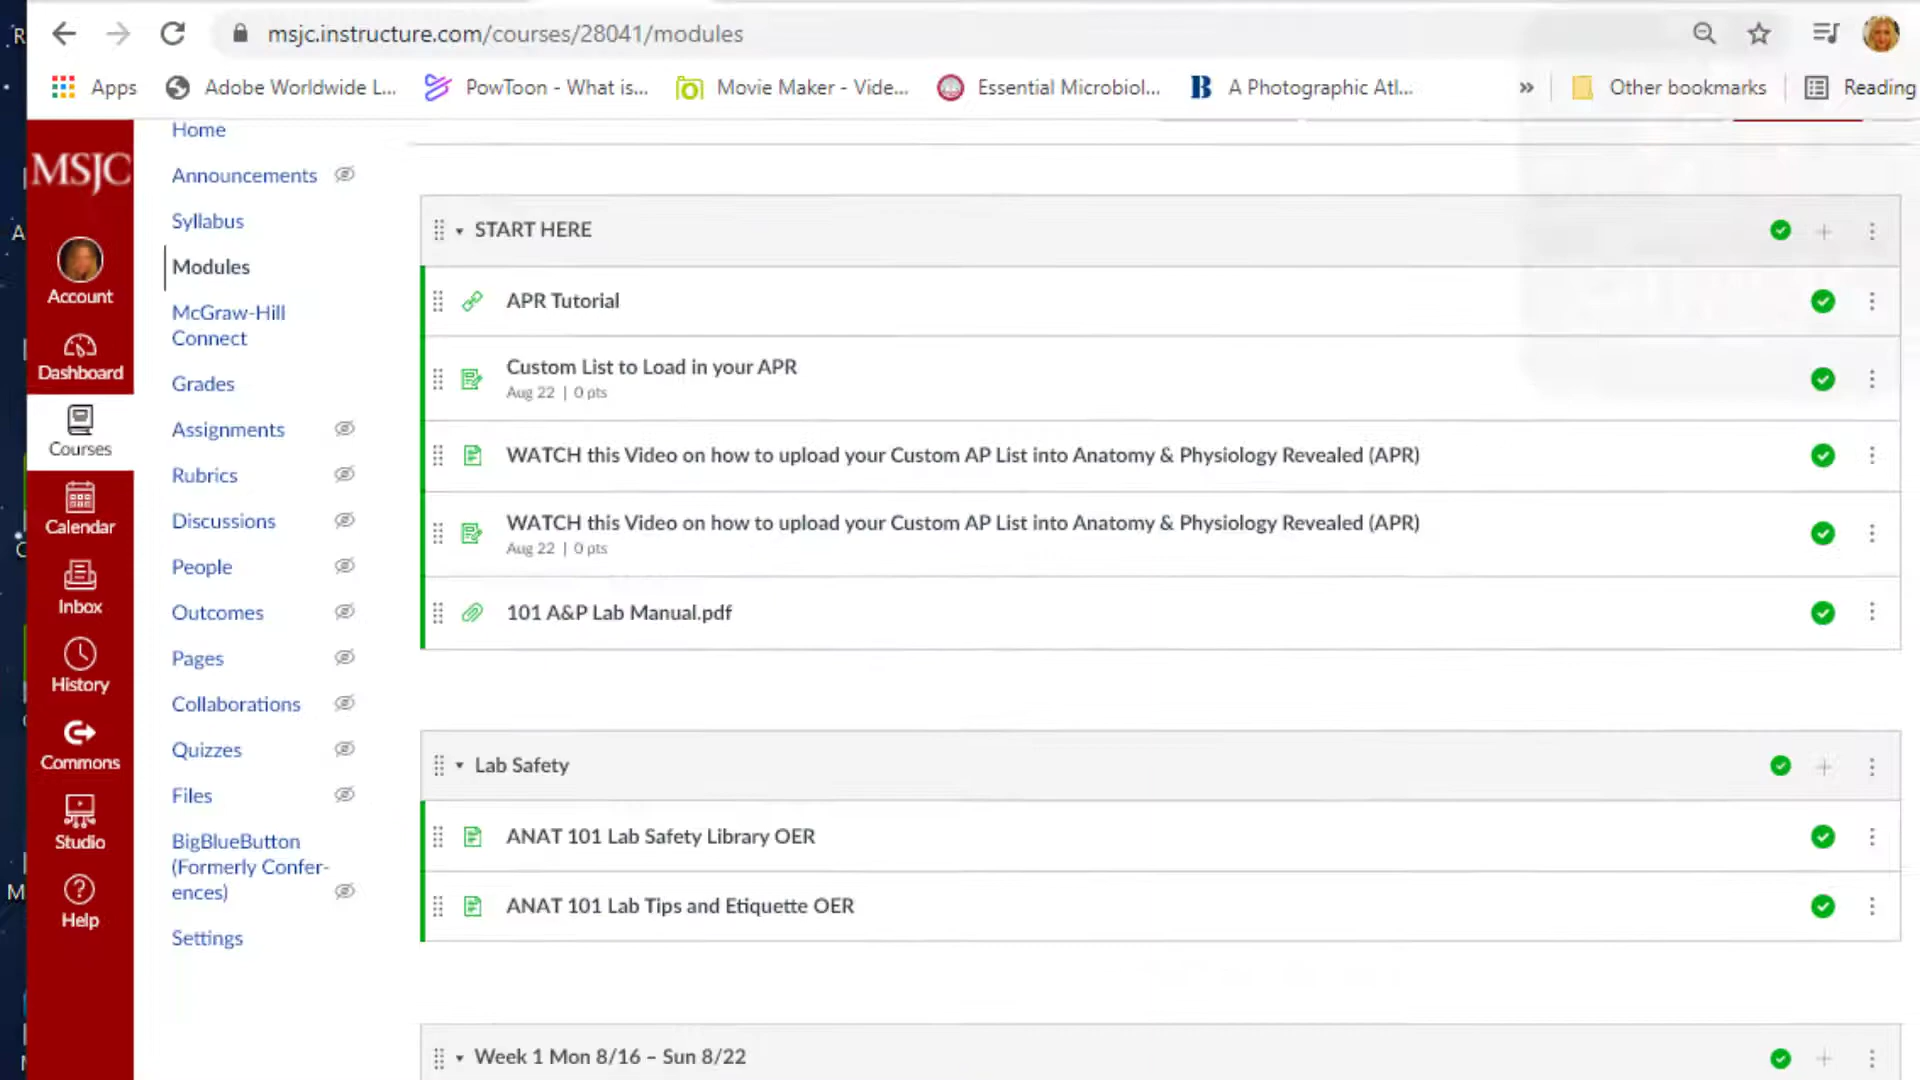 msjc.instructure.com/courses/28041/modules
Apps
Adobe Worldwide L...
PowToon - What is...
Movie Maker - Vide...
Essential Microbiol...
A Photographic Atl...
»
Other bookmarks
Reading
MSJC
Account
Dashboard
Courses
Calendar
Inbox
History
Commons
Studio
Help
Home
Announcements
Syllabus
Modules
McGraw-Hill
Connect
Grades
Assignments
Rubrics
Discussions
People
Outcomes
Pages
Collaborations
Quizzes
Files
BigBlueButton
(Formerly Confer-
ences)
Settings
START HERE
APR Tutorial
Custom List to Load in your APR
Aug 22 | 0 pts
WATCH this Video on how to upload your Custom AP List into Anatomy & Physiology Revealed (APR)
WATCH this Video on how to upload your Custom AP List into Anatomy & Physiology Revealed (APR)
Aug 22 | 0 pts
101 A&P Lab Manual.pdf
Lab Safety
ANAT 101 Lab Safety Library OER
ANAT 101 Lab Tips and Etiquette OER
Week 1 Mon 8/16 – Sun 8/22